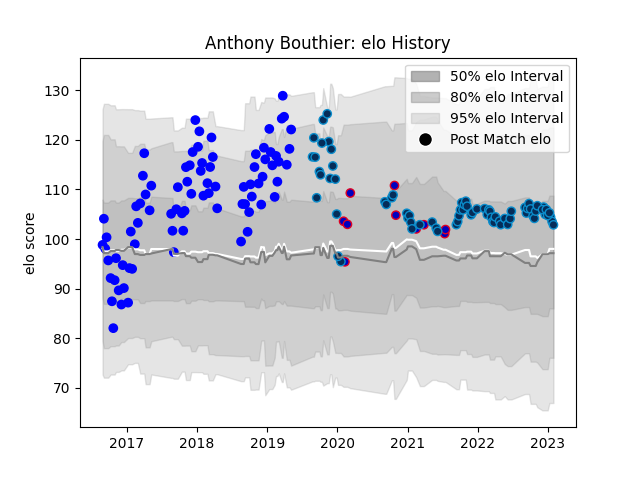 Anthony Bouthier: elo History
50% elo Interval
80% elo Interval
95% elo Interval
Post Match elo
elo score
130
120
110
100
90
80
70
2017
2018
2019
2020
2021
2022
2023